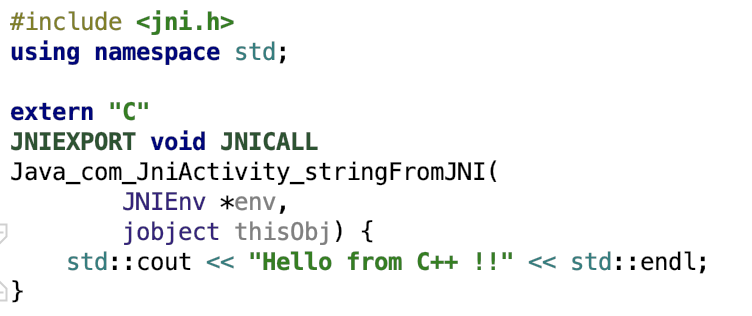 #include <jni.h>
using namespace std;

extern "C"
JNIEXPORT void JNICALL
Java_com_JniActivity_stringFromJNI(
        JNIEnv *env,
        jobject thisObj) {
    std::cout << "Hello from C++ !!" << std::endl;
}